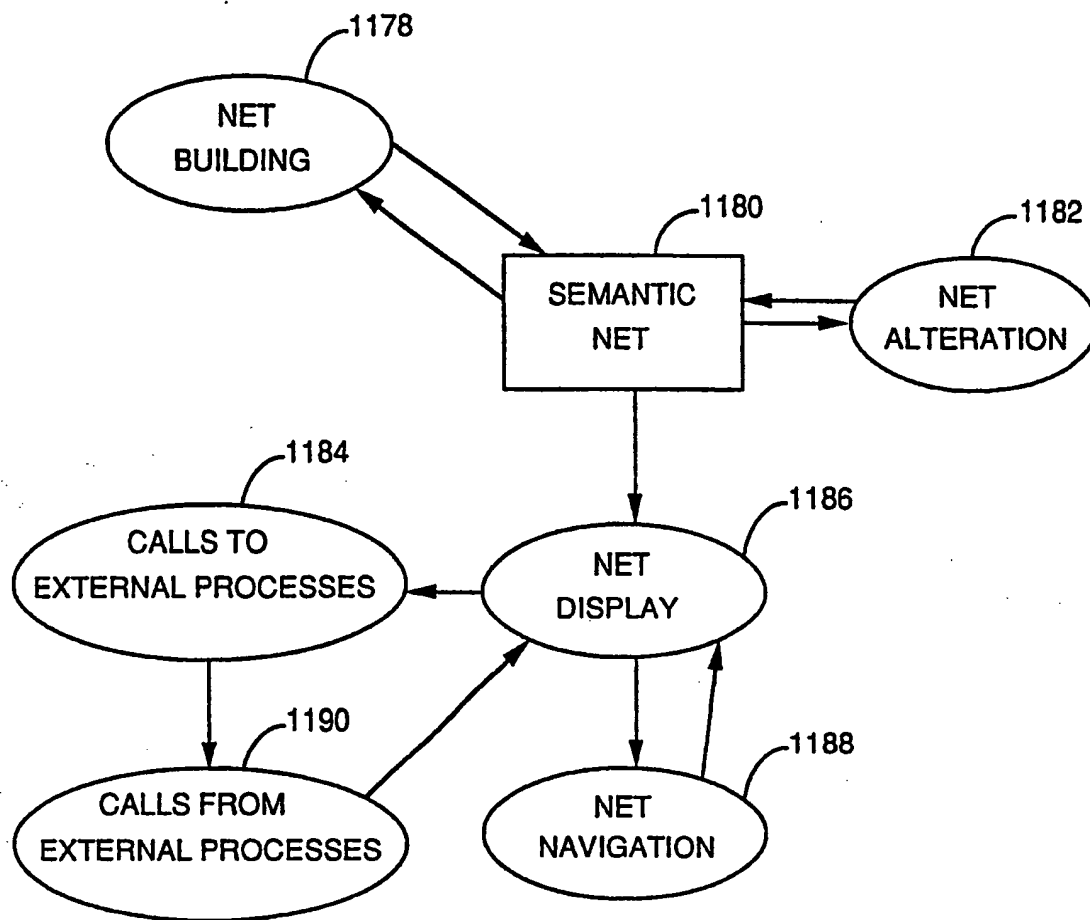 1178
NET
BUILDING
1180
SEMANTIC
NET
1182
NET
ALTERATION
1184
CALLS TO
EXTERNAL PROCESSES
1186
NET
DISPLAY
1190
CALLS FROM
EXTERNAL PROCESSES
1188
NET
NAVIGATION